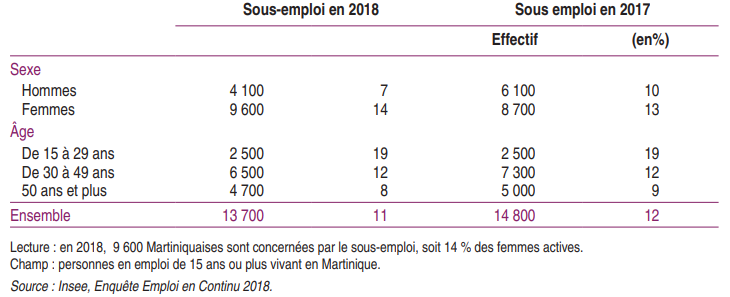 Sous-emploi en 2018 Sous emploi en 2017
Effectif (en%)
Sexe
Hommes 4 100 7 6 100 10
Femmes 9 600 14 8 700 13
Âge
De 15 à 29 ans 2 500 19 2 500 19
De 30 à 49 ans 6 500 12 7 300 12
50 ans et plus 4 700 8 5 000 9
Ensemble 13 700 11 14 800 12
Lecture : en 2018, 9 600 Martiniquaises sont concernées par le sous-emploi, soit 14 % des femmes actives.
Champ : personnes en emploi de 15 ans ou plus vivant en Martinique.
Source : Insee, Enquête Emploi en Continu 2018.